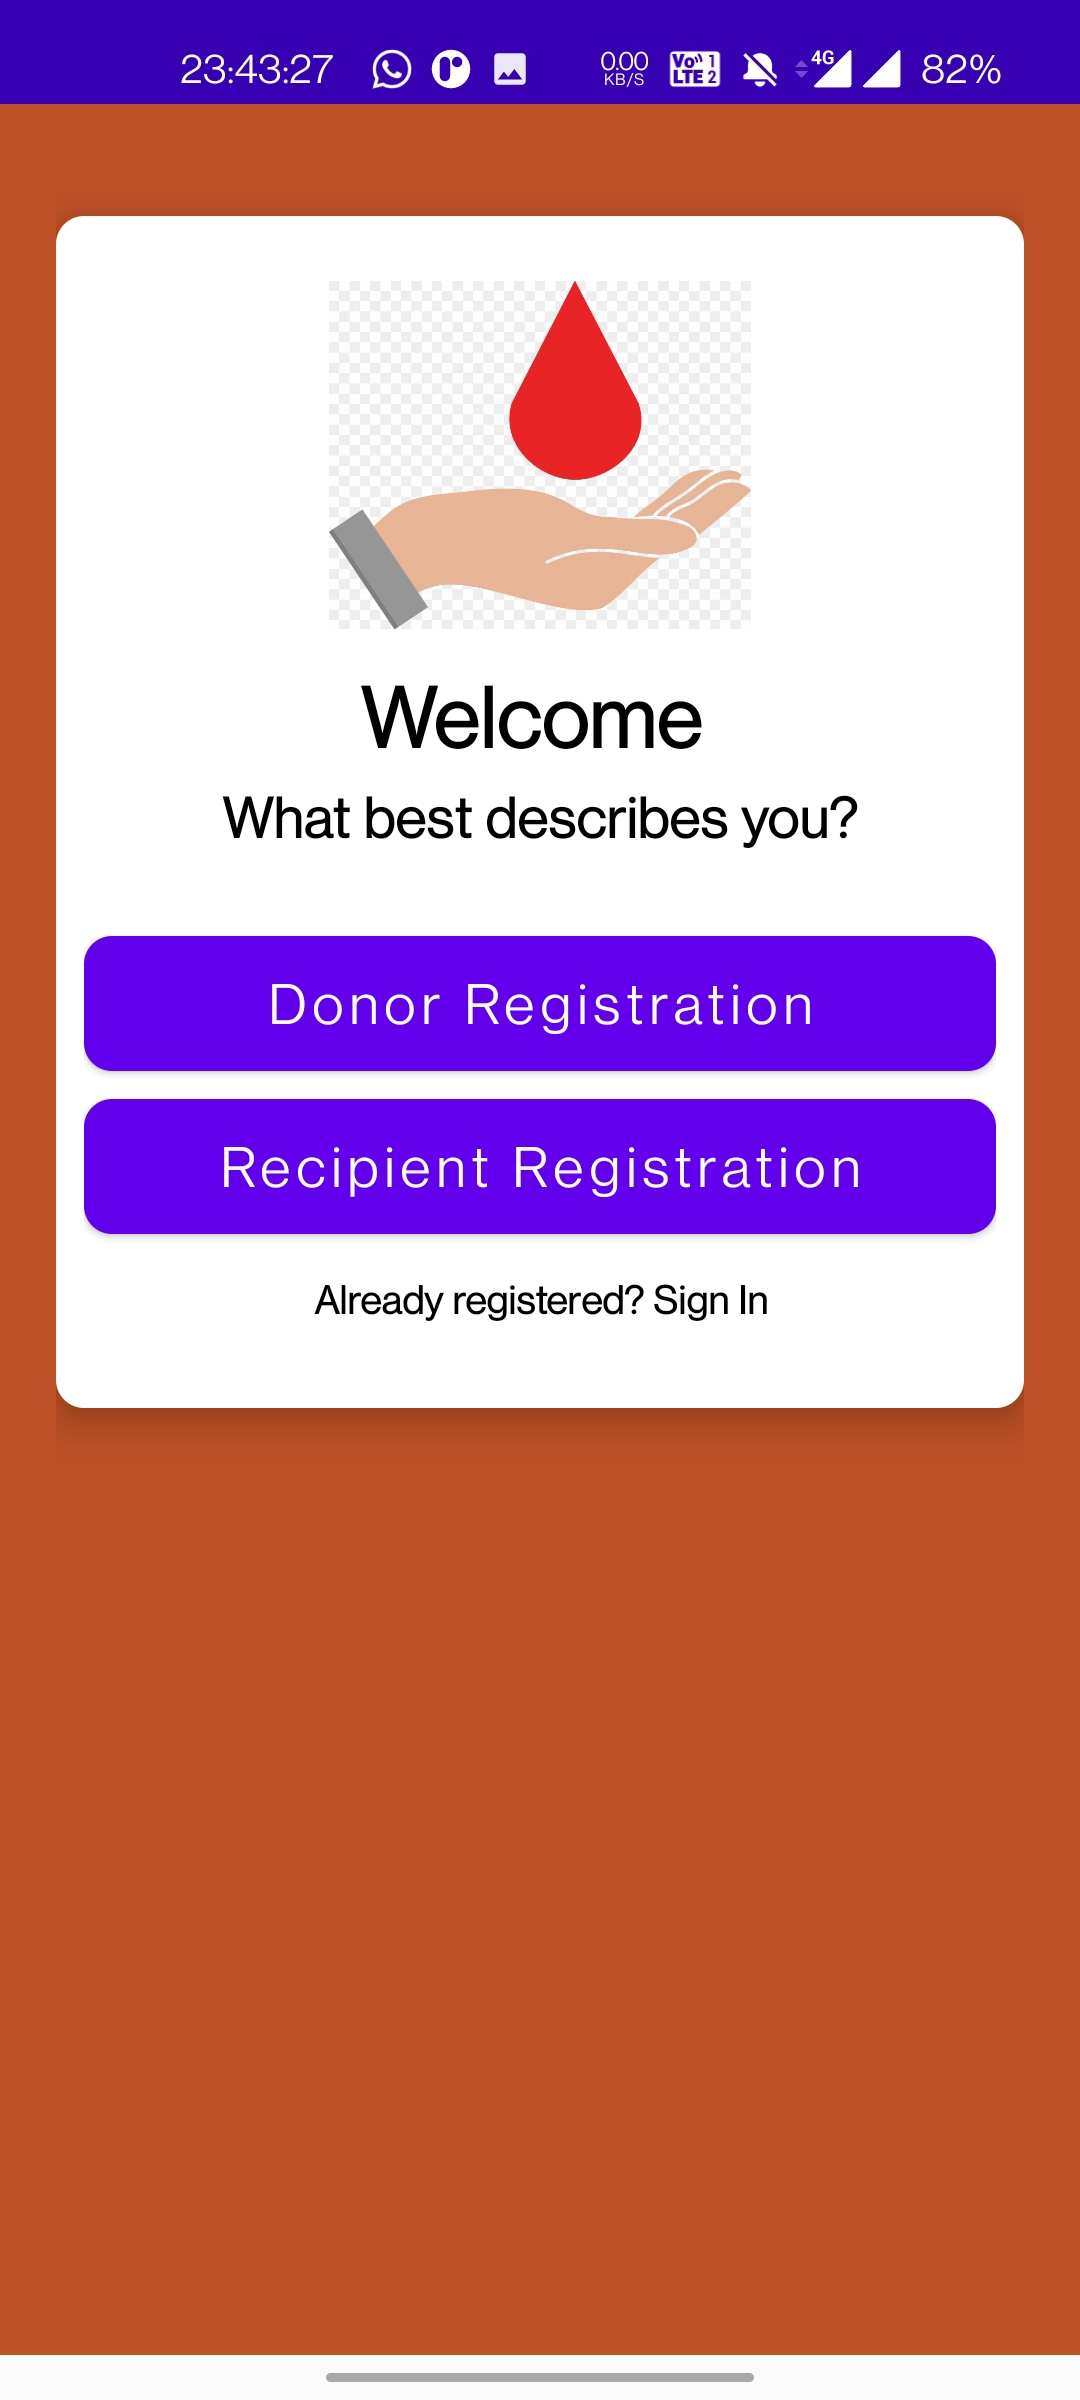 23:43:27 0.00 KB/S Vo)) 1 LTE 2 4G 82%
Welcome
What best describes you?
Donor Registration
Recipient Registration
Already registered? Sign In